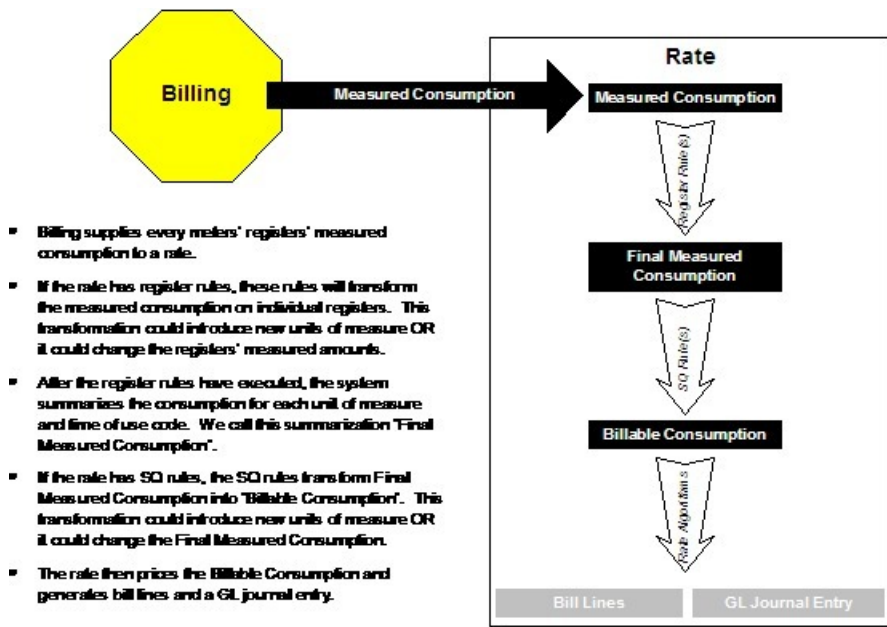 Billing
Measured Consumption
Rate
Measured Consumption
Register Rule(s)
Final Measured
Consumption
SQ Rule(s)
Billable Consumption
Rate Algorithms
Bill Lines
GL Journal Entry
Billing supplies every meters' registers' measured
consumption to a rate.
If the rate has register rules, these rules will transform
the measured consumption on individual registers. This
transformation could introduce new units of measure OR
it could change the registers' measured amounts.
After the register rules have executed, the system
summarizes the consumption for each unit of measure
and time of use code. We call this summarization "Final
Measured Consumption".
If the rate has SQ rules, the SQ rules transform Final
Measured Consumption into "Billable Consumption". This
transformation could introduce new units of measure OR
it could change the Final Measured Consumption.
The rate then prices the Billable Consumption and
generates bill lines and a GL journal entry.